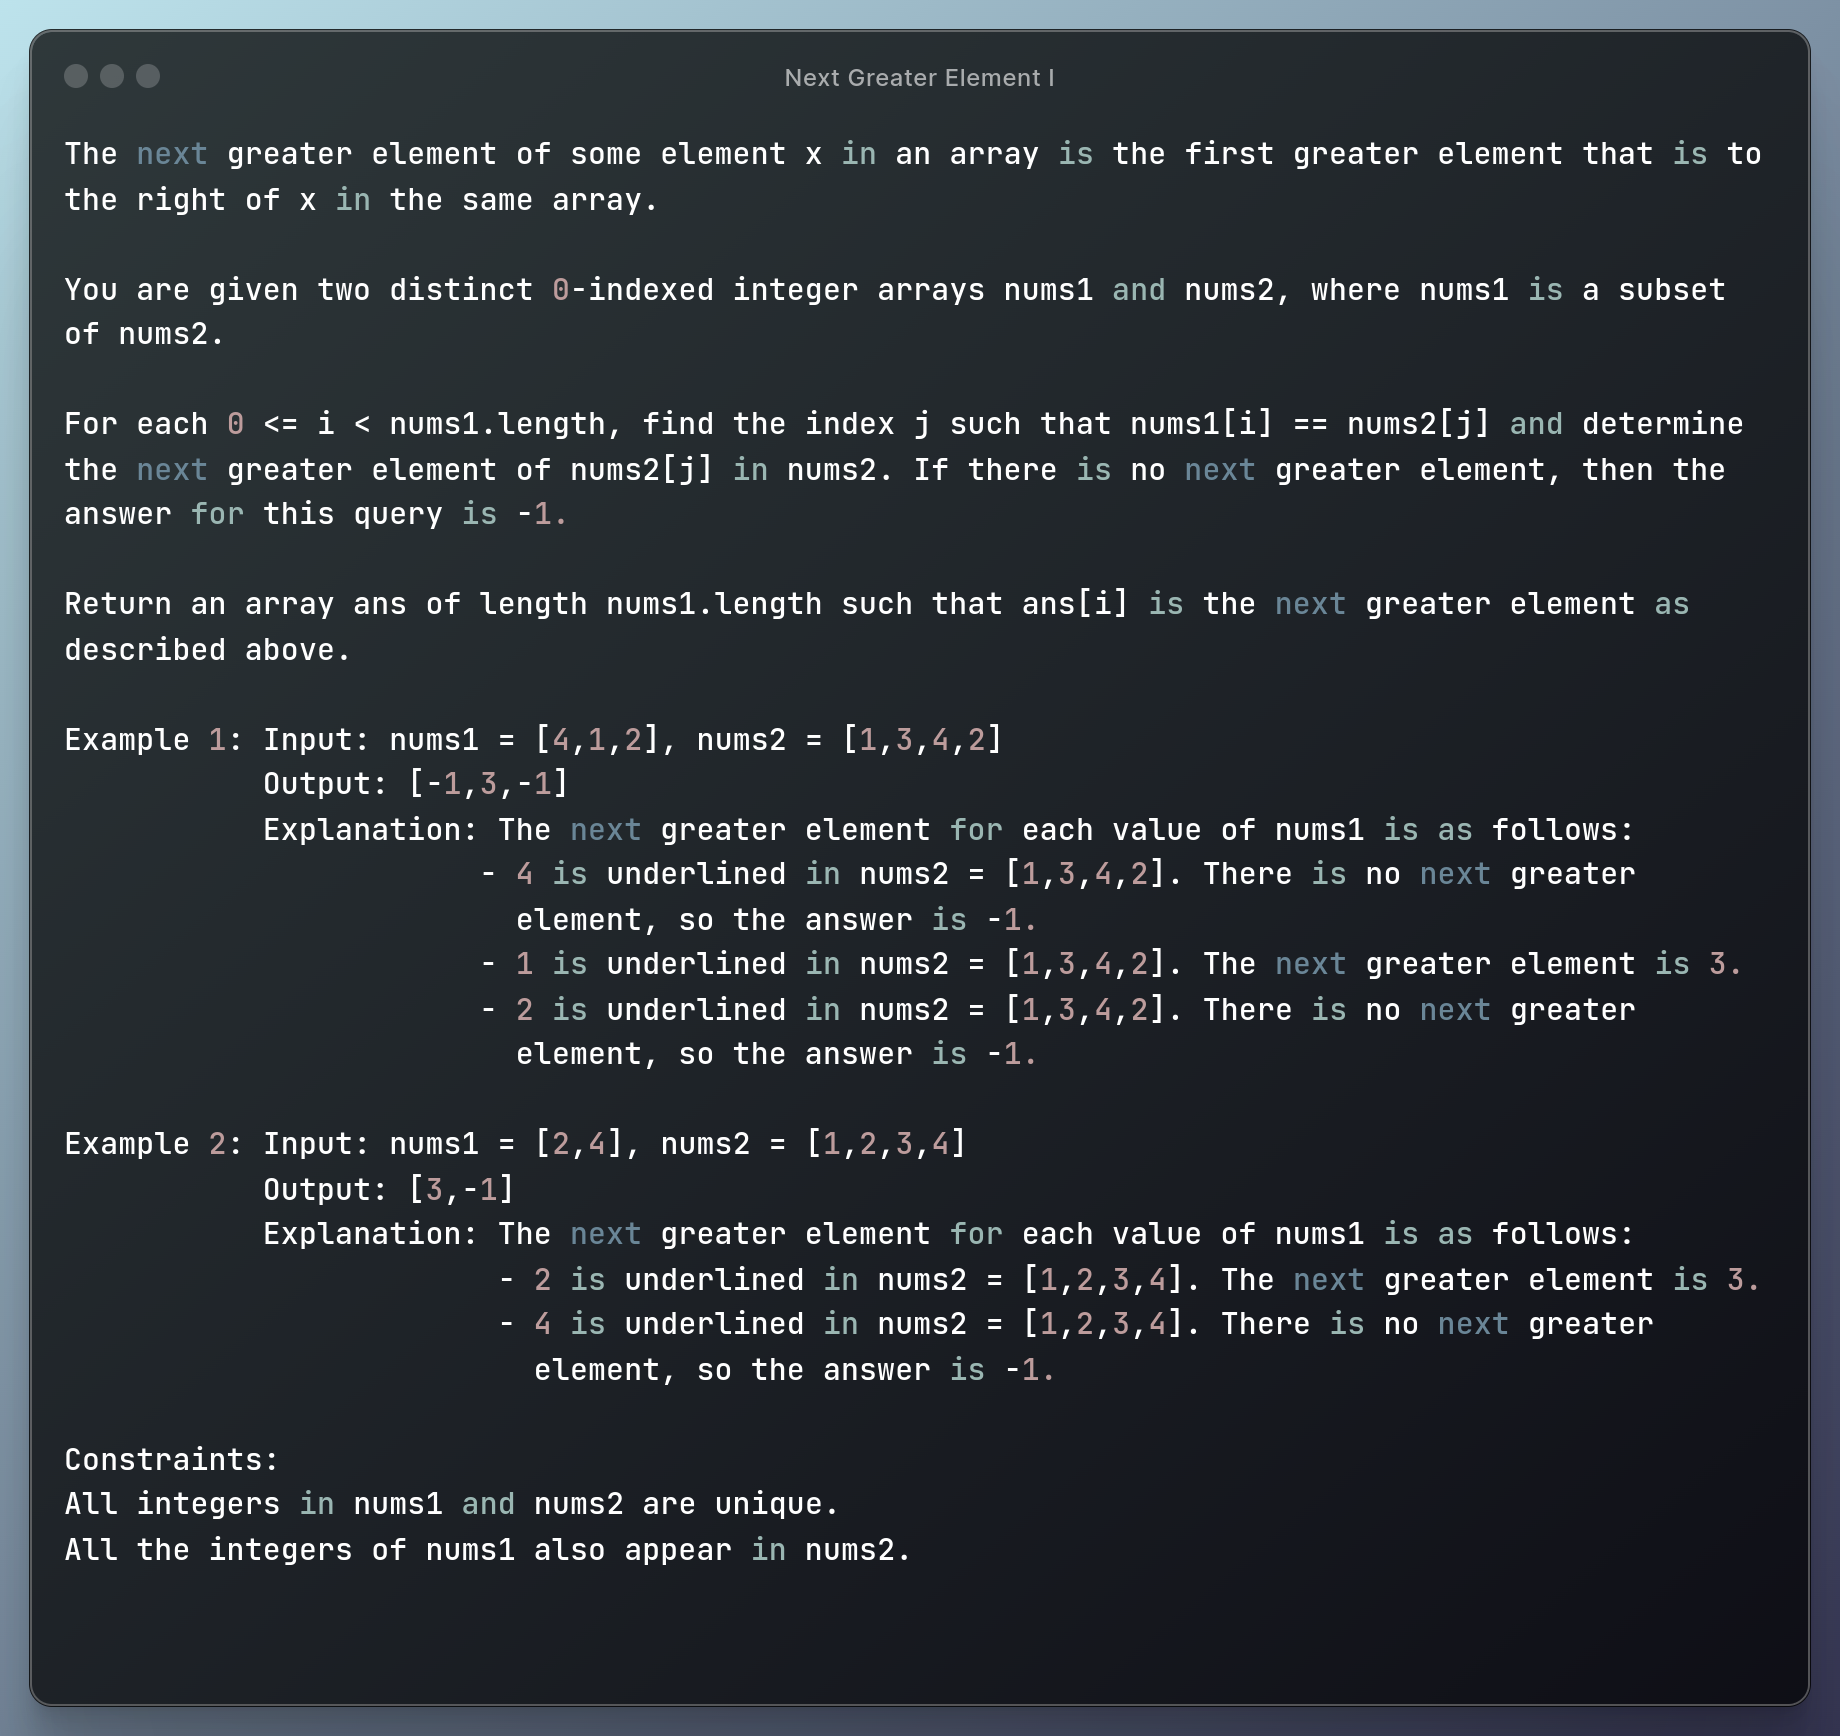 Next Greater Element I
The next greater element of some element x in an array is the first greater element that is to
the right of x in the same array.
You are given two distinct 0-indexed integer arrays nums1 and nums2, where nums1 is a subset
of nums2.
For each 0 <= i < nums1.length, find the index j such that nums1[i] == nums2[j] and determine
the next greater element of nums2[j] in nums2. If there is no next greater element, then the
answer for this query is -1.
Return an array ans of length nums1.length such that ans[i] is the next greater element as
described above.
Example 1: Input: nums1 = [4,1,2], nums2 = [1,3,4,2]
Output: [-1,3,-1]
Explanation: The next greater element for each value of nums1 is as follows:
- 4 is underlined in nums2 = [1,3,4,2]. There is no next greater
element, so the answer is -1.
- 1 is underlined in nums2 = [1,3,4,2]. The next greater element is 3.
- 2 is underlined in nums2 = [1,3,4,2]. There is no next greater
element, so the answer is -1.
Example 2: Input: nums1 = [2,4], nums2 = [1,2,3,4]
Output: [3,-1]
Explanation: The next greater element for each value of nums1 is as follows:
- 2 is underlined in nums2 = [1,2,3,4]. The next greater element is 3.
- 4 is underlined in nums2 = [1,2,3,4]. There is no next greater
element, so the answer is -1.
Constraints:
All integers in nums1 and nums2 are unique.
All the integers of nums1 also appear in nums2.